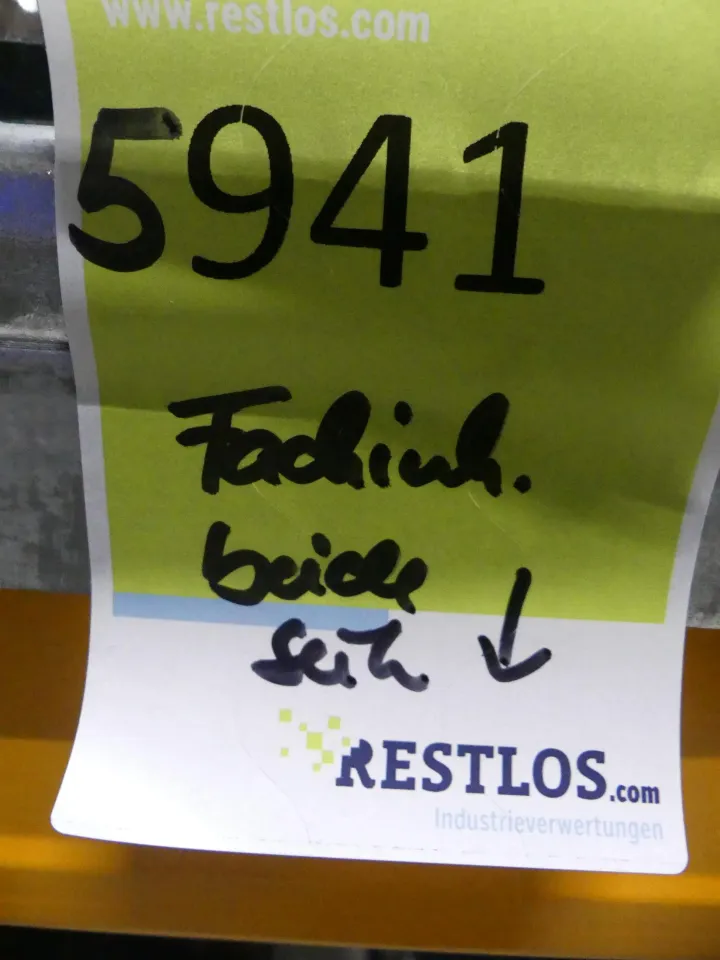 www.restlos.com
5941
Fachinh.
beide
seit. ↓
RESTLOS.com
Industrieverwertungen